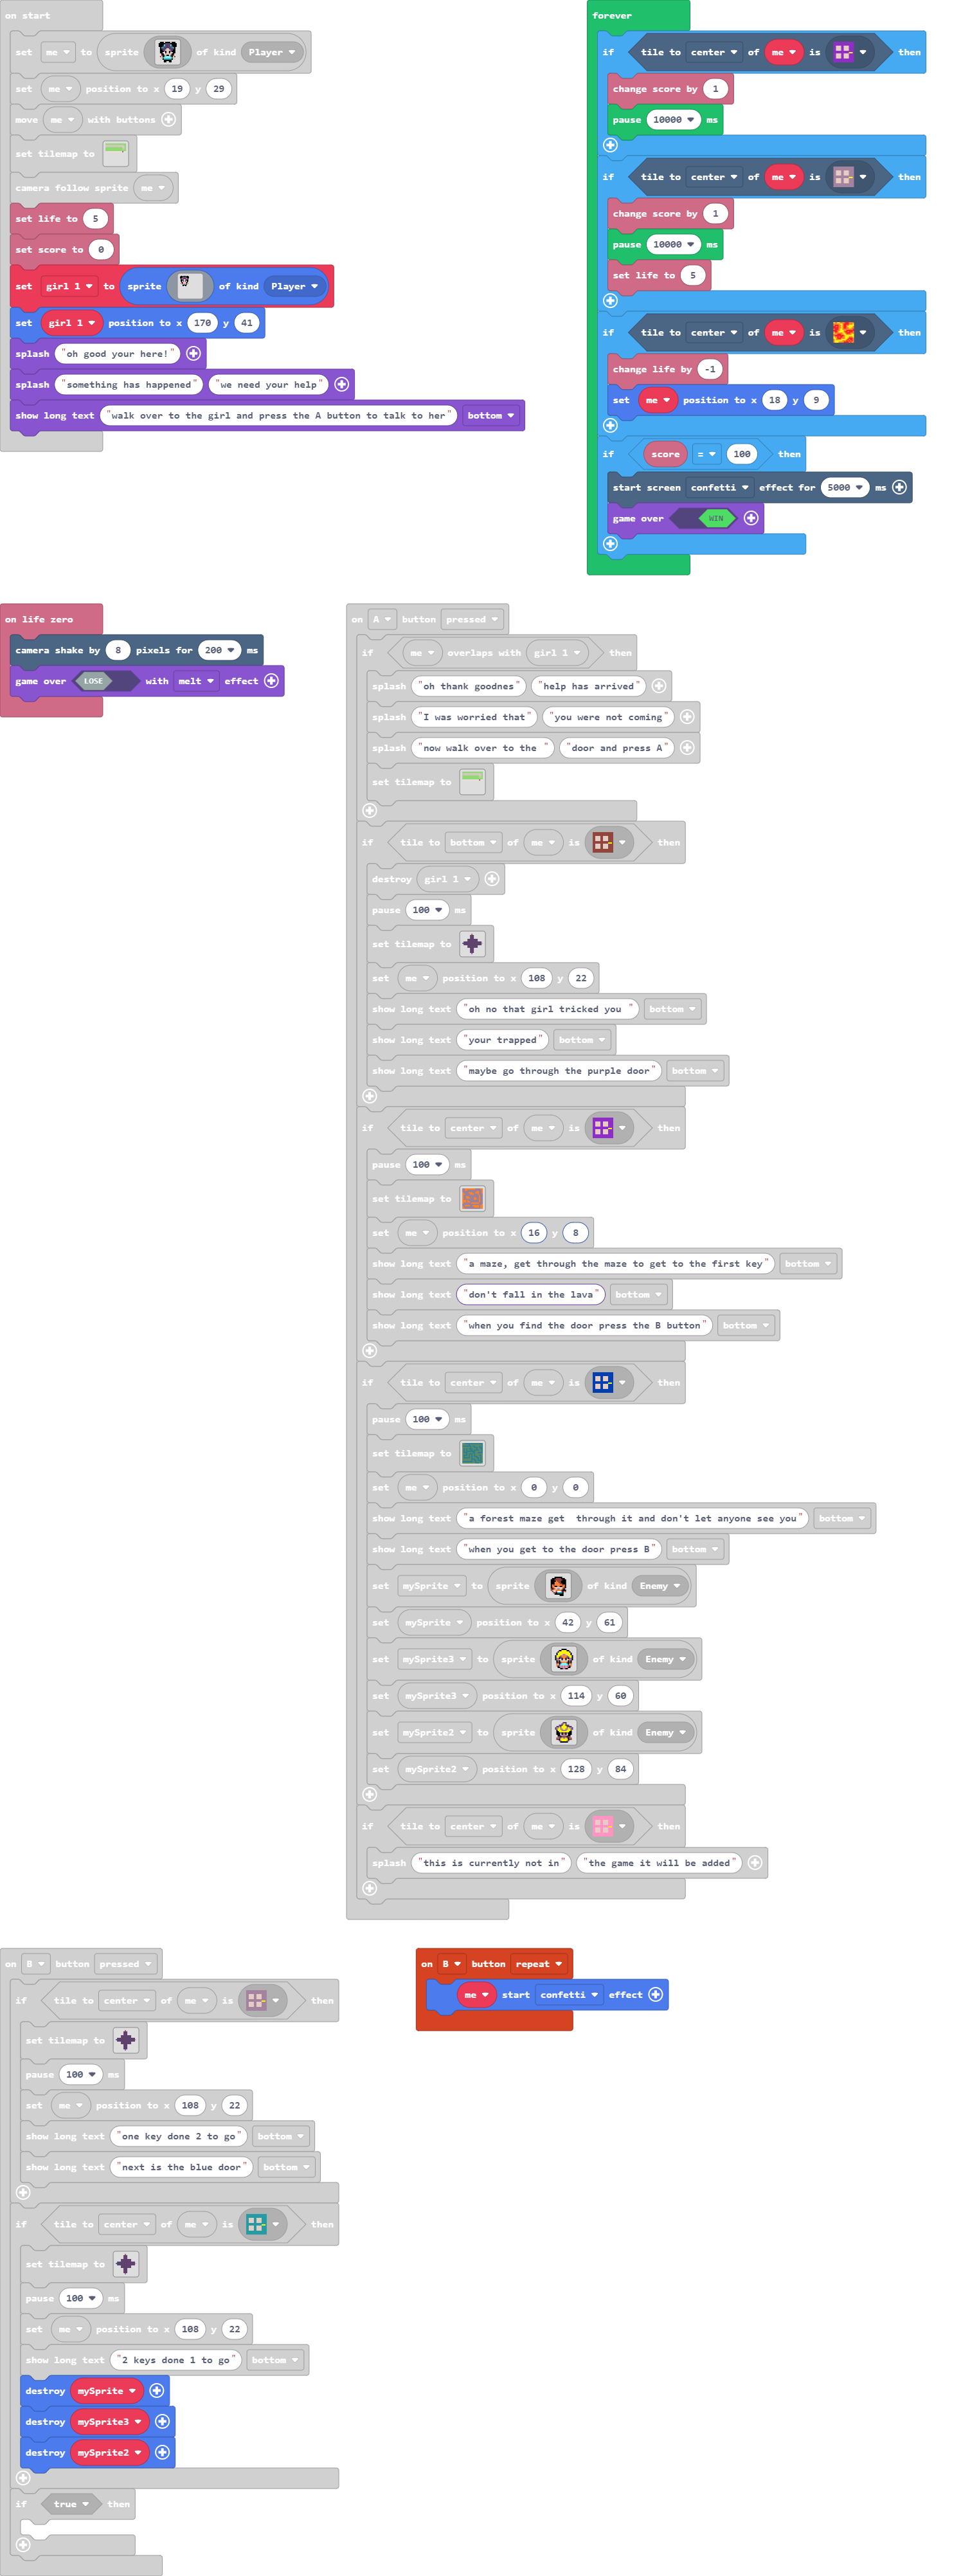 on start
set me to sprite of kind Player
set me position to x 19 y 29
move me with buttons
set tilemap to
camera follow sprite me
set life to 5
set score to 0
set girl 1 to sprite of kind Player
set girl 1 position to x 170 y 41
splash "oh good your here!"
splash "something has happened" "we need your help"
show long text "walk over to the girl and press the A button to talk to her" bottom
forever
if tile to center of me is then
change score by 1
pause 10000 ms
if tile to center of me is then
change score by 1
pause 10000 ms
set life to 5
if tile to center of me is then
change life by -1
set me position to x 18 y 9
if score = 100 then
start screen confetti effect for 5000 ms
game over WIN
on life zero
camera shake by 8 pixels for 200 ms
game over LOSE with melt effect
on A button pressed
if me overlaps with girl 1 then
splash "oh thank goodnes" "help has arrived"
splash "I was worried that" "you were not coming"
splash "now walk over to the " "door and press A"
set tilemap to
if tile to bottom of me is then
destroy girl 1
pause 100 ms
set tilemap to
set me position to x 108 y 22
show long text "oh no that girl tricked you " bottom
show long text "your trapped" bottom
show long text "maybe go through the purple door" bottom
if tile to center of me is then
pause 100 ms
set tilemap to
set me position to x 16 y 8
show long text "a maze, get through the maze to get to the first key" bottom
show long text "don't fall in the lava" bottom
show long text "when you find the door press the B button" bottom
if tile to center of me is then
pause 100 ms
set tilemap to
set me position to x 0 y 0
show long text "a forest maze get  through it and don't let anyone see you" bottom
show long text "when you get to the door press B" bottom
set mySprite to sprite of kind Enemy
set mySprite position to x 42 y 61
set mySprite3 to sprite of kind Enemy
set mySprite3 position to x 114 y 60
set mySprite2 to sprite of kind Enemy
set mySprite2 position to x 128 y 84
if tile to center of me is then
splash "this is currently not in" "the game it will be added"
on B button pressed
if tile to center of me is then
set tilemap to
pause 100 ms
set me position to x 108 y 22
show long text "one key done 2 to go" bottom
show long text "next is the blue door" bottom
if tile to center of me is then
set tilemap to
pause 100 ms
set me position to x 108 y 22
show long text "2 keys done 1 to go" bottom
destroy mySprite
destroy mySprite3
destroy mySprite2
if true then
on B button repeat
me start confetti effect